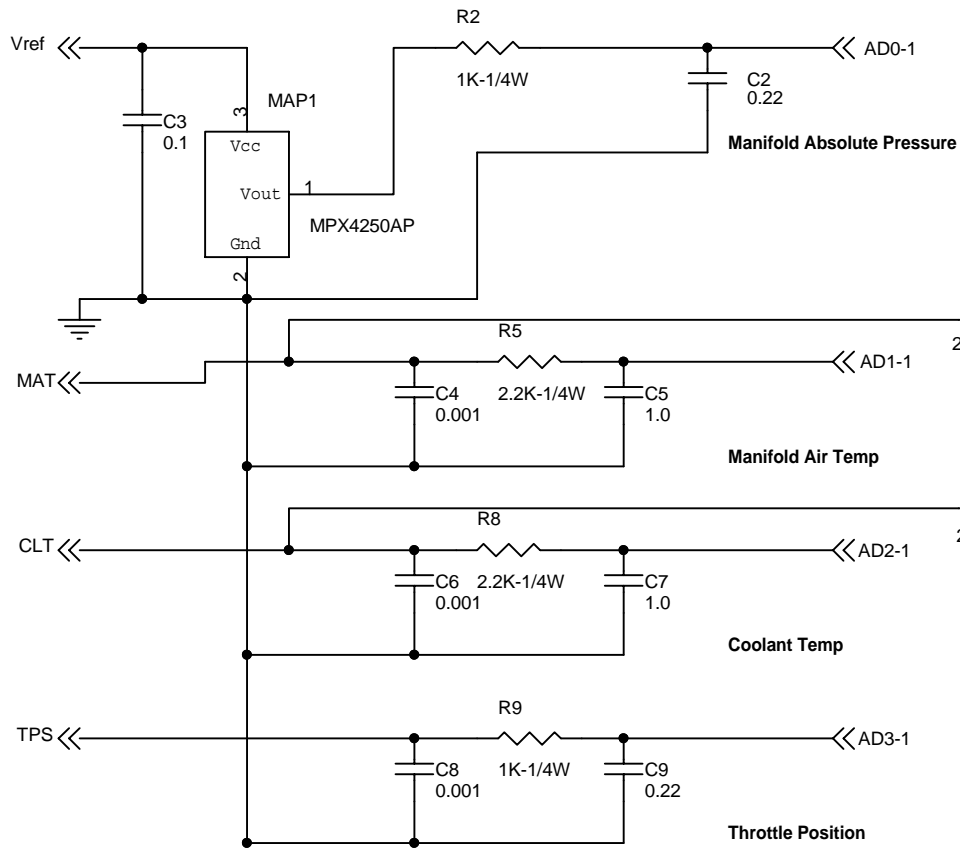 R2
Vref
AD0-1
1K-1/4W
C2
0.22
MAP1
3
C3
0.1
Vcc
Manifold Absolute Pressure
Vout
1
MPX4250AP
Gnd
2
R5
2
MAT
AD1-1
C4
0.001
2.2K-1/4W
C5
1.0
Manifold Air Temp
R8
2
CLT
AD2-1
C6
0.001
2.2K-1/4W
C7
1.0
Coolant Temp
R9
TPS
AD3-1
C8
0.001
1K-1/4W
C9
0.22
Throttle Position